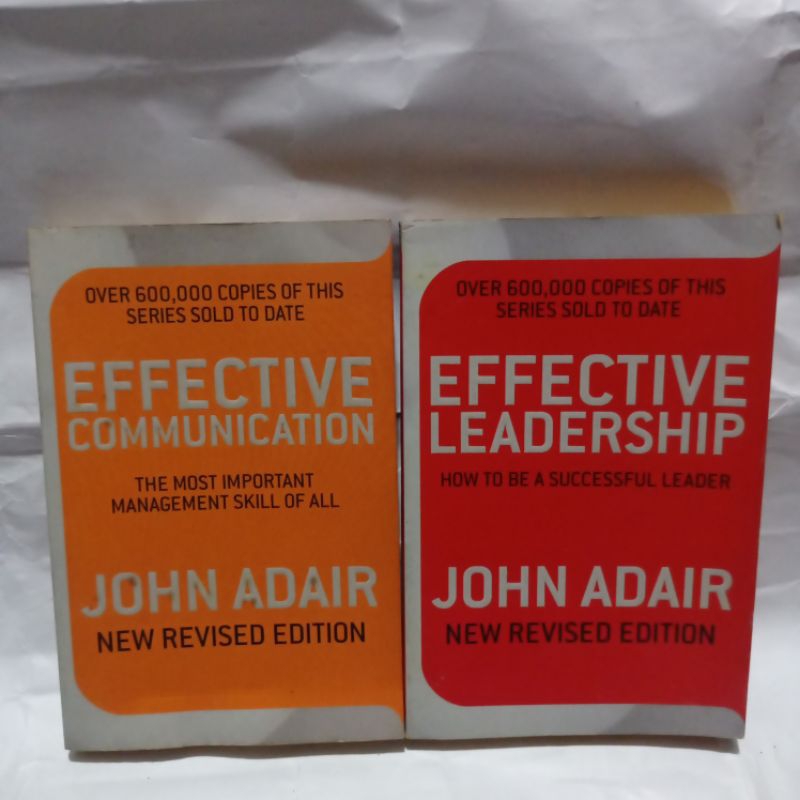 OVER 600,000 COPIES OF THIS
SERIES SOLD TO DATE
EFFECTIVE
COMMUNICATION
THE MOST IMPORTANT
MANAGEMENT SKILL OF ALL
JOHN ADAIR
NEW REVISED EDITION
OVER 600,000 COPIES OF THIS
SERIES SOLD TO DATE
EFFECTIVE
LEADERSHIP
HOW TO BE A SUCCESSFUL LEADER
JOHN ADAIR
NEW REVISED EDITION